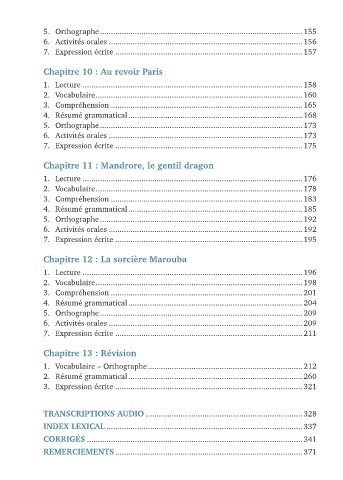 5. Orthographe ... 155
6. Activités orales ... 156
7. Expression écrite ... 157
Chapitre 10 : Au revoir Paris
1. Lecture ... 158
2. Vocabulaire ... 160
3. Compréhension ... 165
4. Résumé grammatical ... 168
5. Orthographe ... 173
6. Activités orales ... 173
7. Expression écrite ... 175
Chapitre 11 : Mandrore, le gentil dragon
1. Lecture ... 176
2. Vocabulaire ... 178
3. Compréhension ... 183
4. Résumé grammatical ... 185
5. Orthographe ... 192
6. Activités orales ... 192
7. Expression écrite ... 195
Chapitre 12 : La sorcière Marouba
1. Lecture ... 196
2. Vocabulaire ... 198
3. Compréhension ... 201
4. Résumé grammatical ... 204
5. Orthographe ... 209
6. Activités orales ... 209
7. Expression écrite ... 211
Chapitre 13 : Révision
1. Vocabulaire – Orthographe ... 212
2. Résumé grammatical ... 260
3. Expression écrite ... 321
TRANSCRIPTIONS AUDIO ... 328
INDEX LEXICAL ... 337
CORRIGÉS ... 341
REMERCIEMENTS ... 371